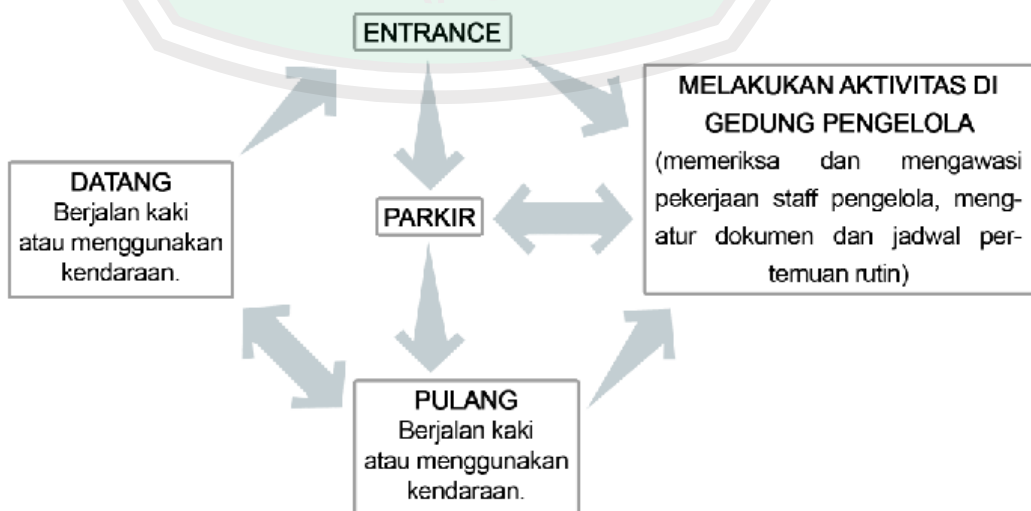 ENTRANCE
MELAKUKAN AKTIVITAS DI
GEDUNG PENGELOLA
(memeriksa dan mengawasi
pekerjaan staff pengelola, meng-
atur dokumen dan jadwal per-
temuan rutin)
DATANG
Berjalan kaki
atau menggunakan
kendaraan.
PARKIR
PULANG
Berjalan kaki
atau menggunakan
kendaraan.